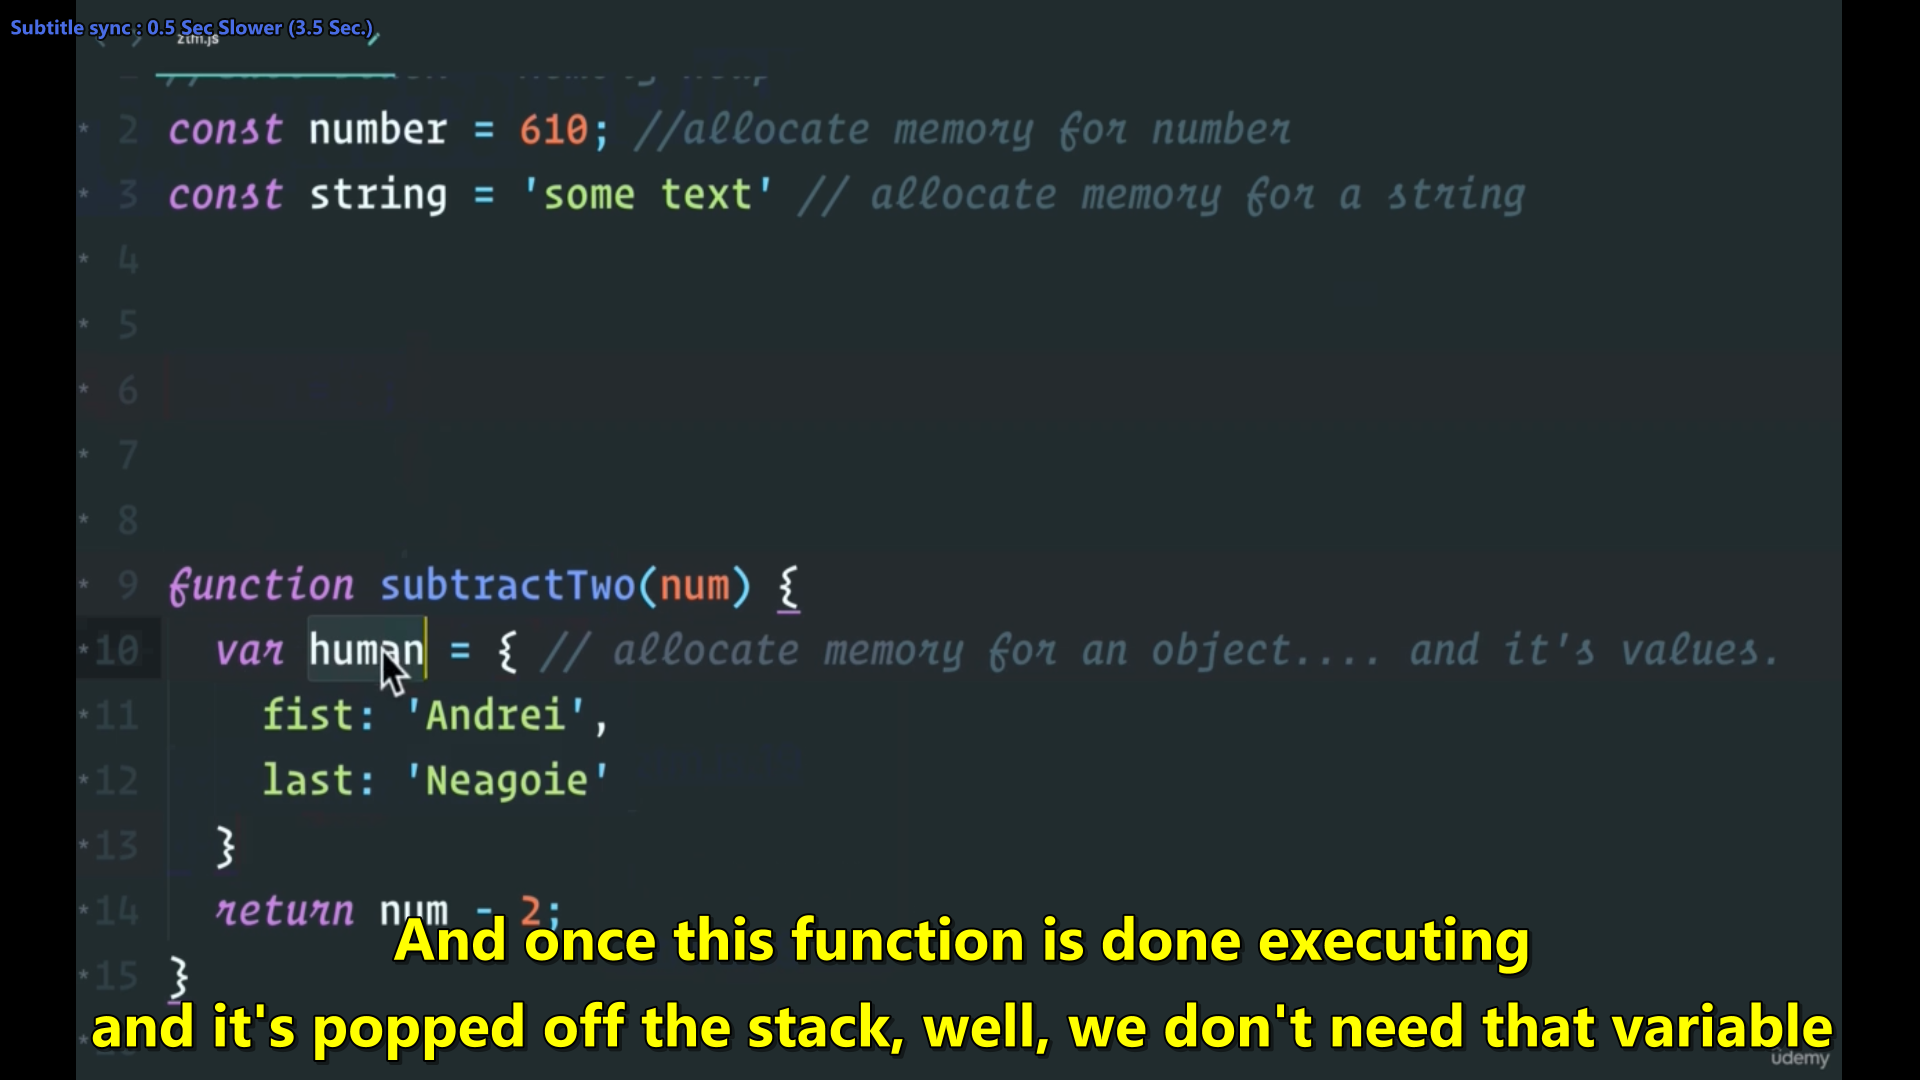 Subtitle sync : 0.5 Sec Slower (3.5 Sec.)
ztm.js
2 const number = 610; //allocate memory for number
3 const string = 'some text' // allocate memory for a string
4
5
6
7
8
9 function subtractTwo(num) {
10 var human = { // allocate memory for an object.... and it's values.
11 fist: 'Andrei',
12 last: 'Neagoie'
13 }
14 return num - 2;
15 }
And once this function is done executing
and it's popped off the stack, well, we don't need that variable
ûdemy